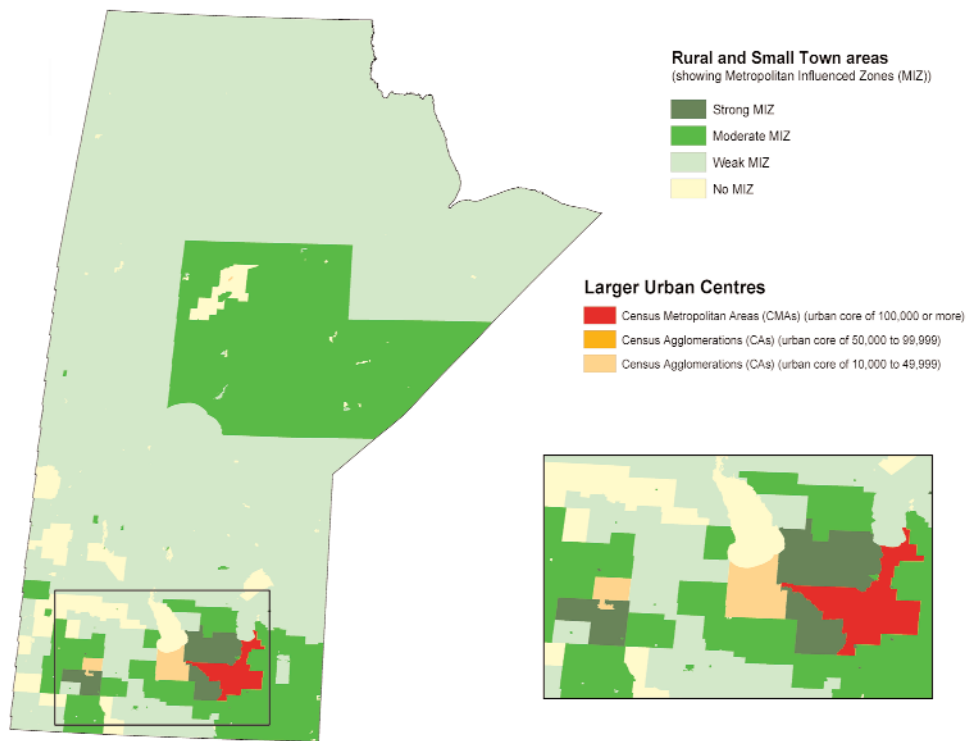 Rural and Small Town areas
(showing Metropolitan Influenced Zones (MIZ))
Strong MIZ
Moderate MIZ
Weak MIZ
No MIZ
Larger Urban Centres
Census Metropolitan Areas (CMAs) (urban core of 100,000 or more)
Census Agglomerations (CAs) (urban core of 50,000 to 99,999)
Census Agglomerations (CAs) (urban core of 10,000 to 49,999)